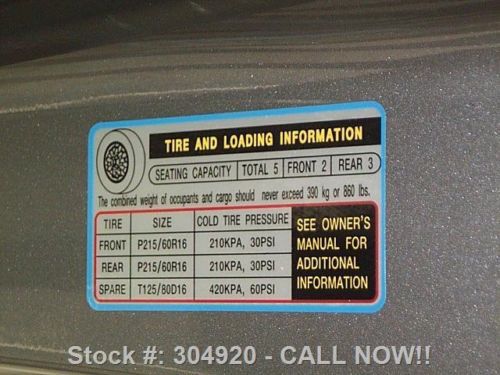 TIRE AND LOADING INFORMATION
SEATING CAPACITY TOTAL 5 FRONT 2 REAR 3
The combined weight of occupants and cargo should never exceed 390 kg or 860 lbs.
TIRE SIZE COLD TIRE PRESSURE
FRONT P215/60R16 210KPA, 30PSI
REAR P215/60R16 210KPA, 30PSI
SPARE T125/80D16 420KPA, 60PSI
SEE OWNER'S
MANUAL FOR
ADDITIONAL
INFORMATION
Stock #: 304920 - CALL NOW!!